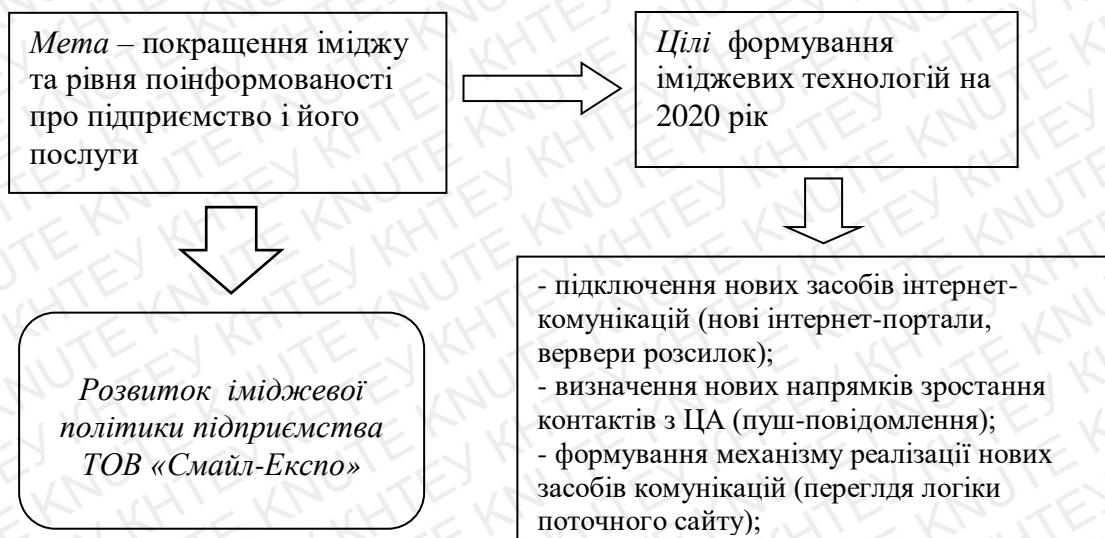 Мета – покращення іміджу
та рівня поінформованості
про підприємство і його
послуги
Цілі формування
іміджевих технологій на
2020 рік
Розвиток іміджевої
політики підприємства
ТОВ «Смайл-Експо»
- підключення нових засобів інтернет-
комунікацій (нові інтернет-портали,
вервери розсилок);
- визначення нових напрямків зростання
контактів з ЦА (пуш-повідомлення);
- формування механізму реалізації нових
засобів комунікацій (переглдя логіки
поточного сайту);